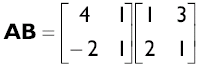 AB = [4 1; -2 1] [1 3; 2 1]